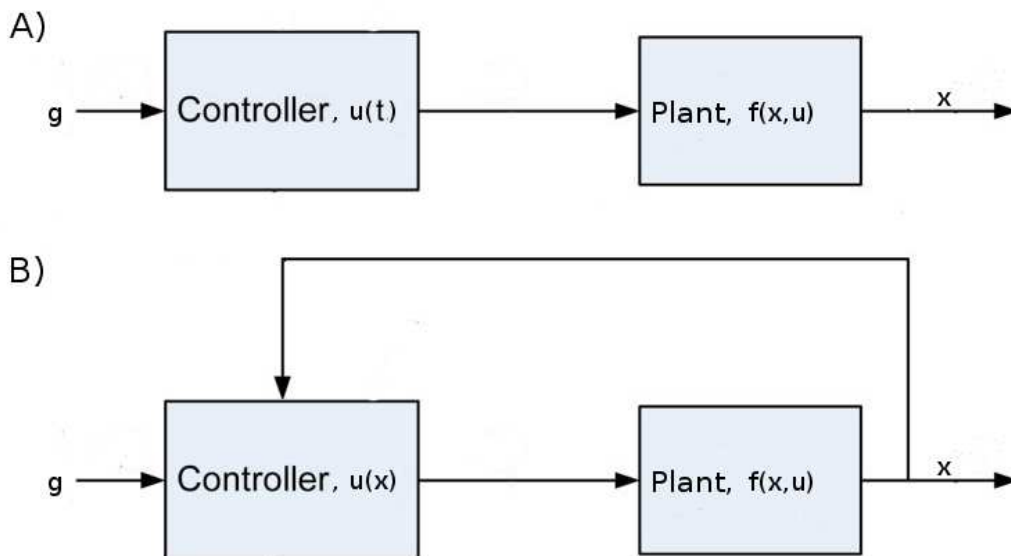 A)
g Controller, u(t) Plant, f(x,u) x
B)
g Controller, u(x) Plant, f(x,u) x